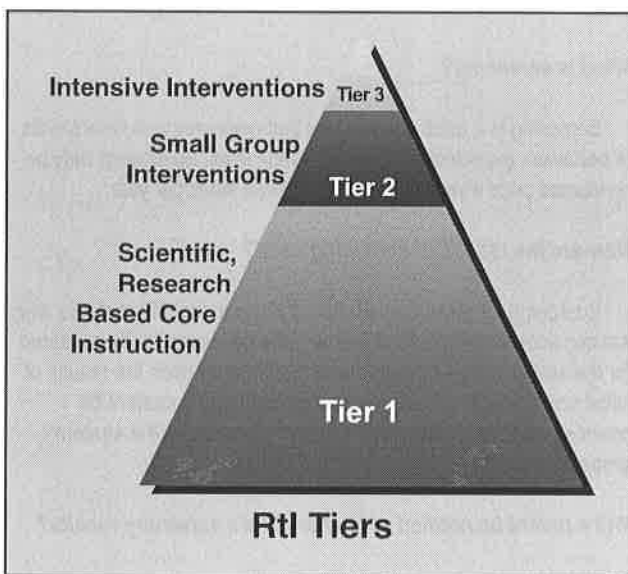 Intensive Interventions
Tier 3
Small Group
Interventions
Tier 2
Scientific,
Research
Based Core
Instruction
Tier 1
RtI Tiers